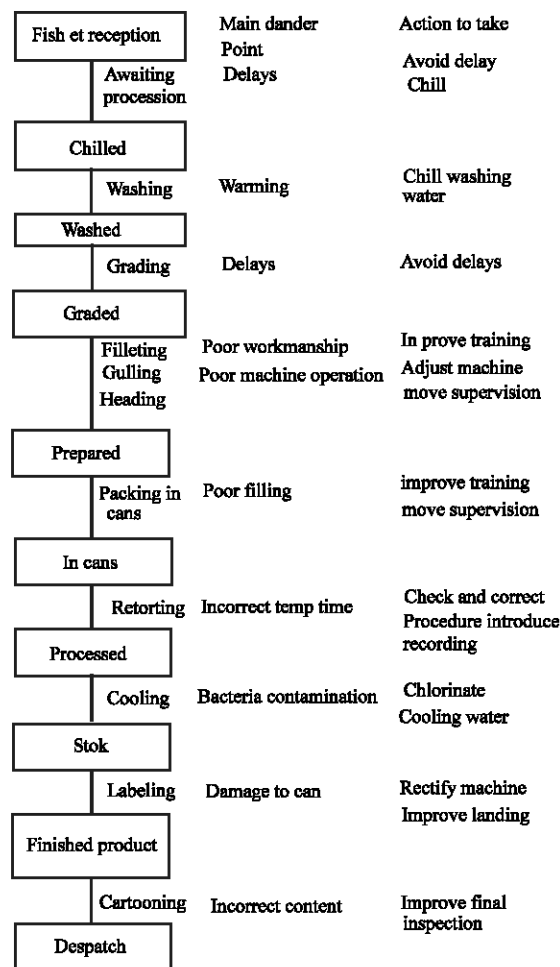 Fish et reception
Main dander
Point
Action to take
Awaiting
procession
Delays
Avoid delay
Chill
Chilled
Washing
Warming
Chill washing
water
Washed
Grading
Delays
Avoid delays
Graded
Filleting
Gulling
Heading
Poor workmanship
Poor machine operation
In prove training
Adjust machine
move supervision
Prepared
Packing in
cans
Poor filling
improve training
move supervision
In cans
Retorting
Incorrect temp time
Check and correct
Procedure introduce
recording
Processed
Cooling
Bacteria contamination
Chlorinate
Cooling water
Stok
Labeling
Damage to can
Rectify machine
Improve landing
Finished product
Cartooning
Incorrect content
Improve final
inspection
Despatch